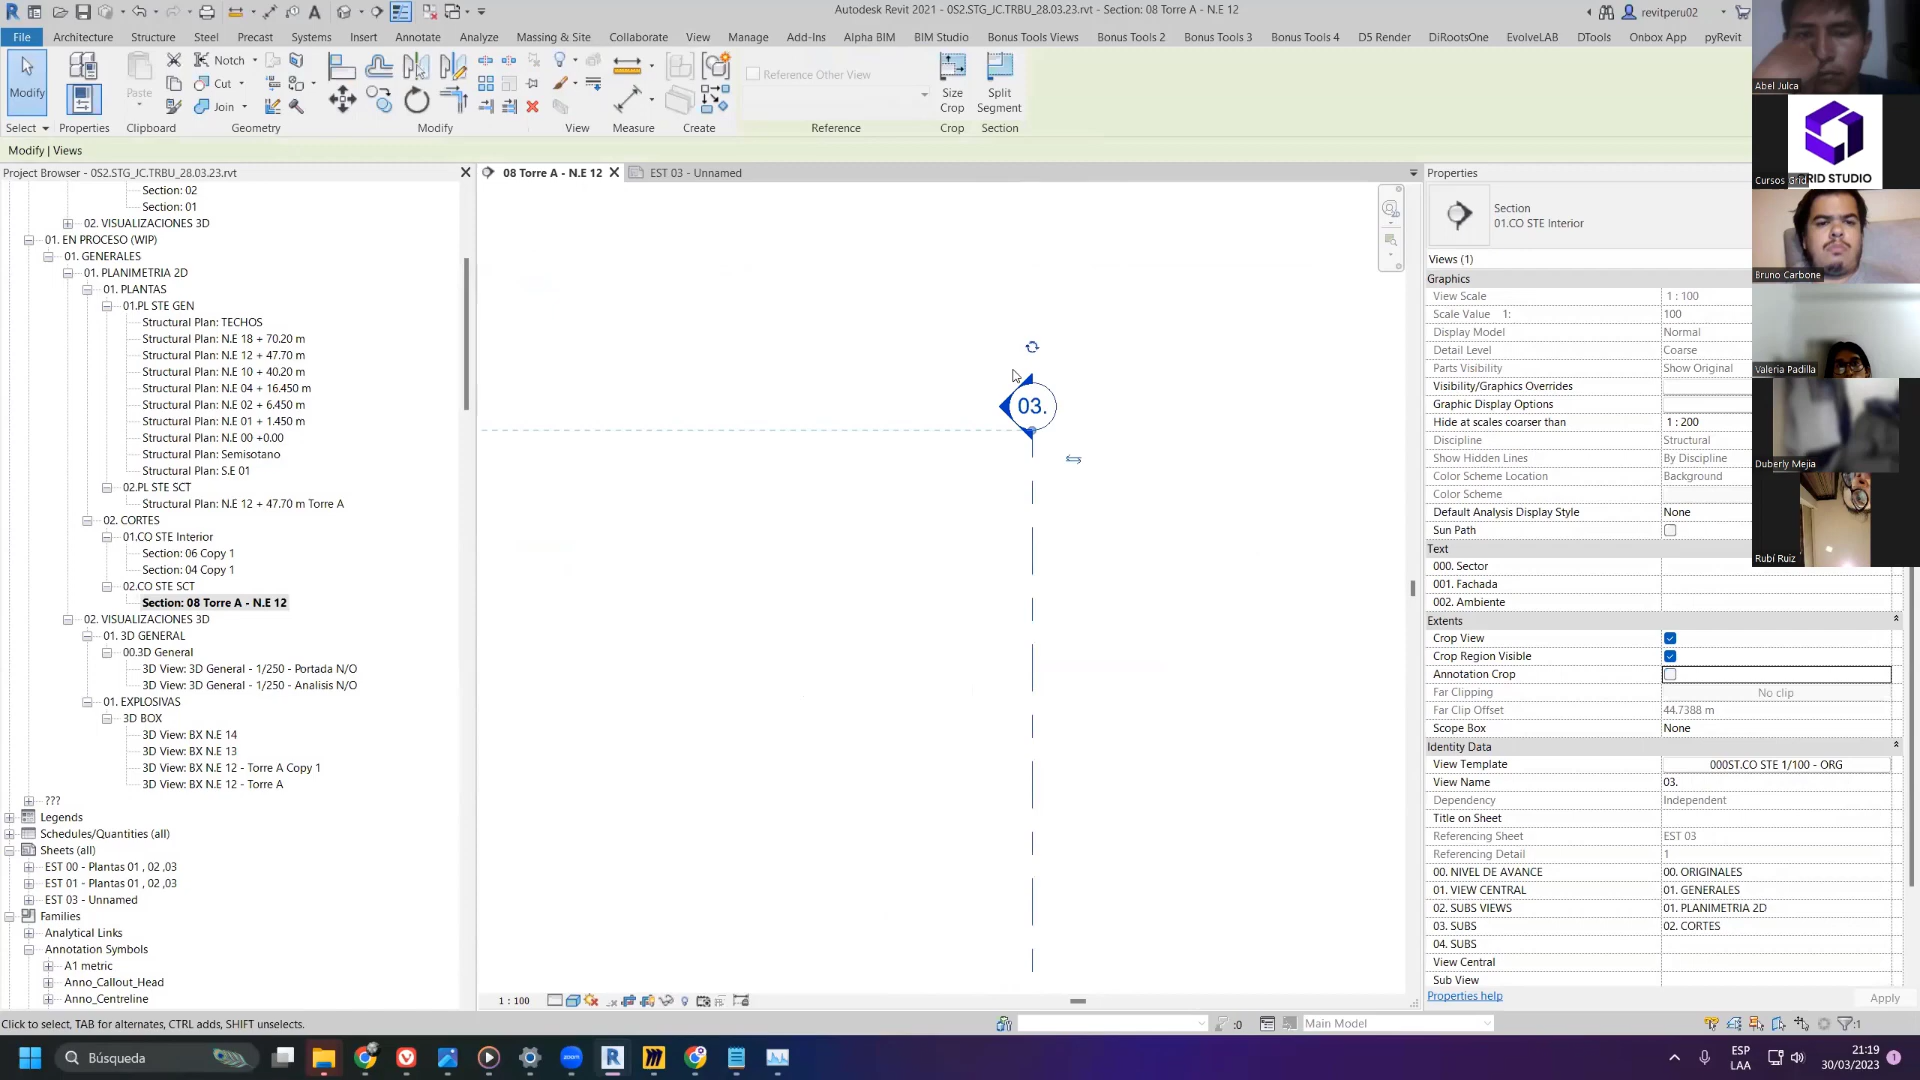 Autodesk Revit 2021 - 0S2.STG_JC.TRBU_28.03.23.rvt - Section: 08 Torre A - N.E 12
revitperu02
File Architecture Structure Steel Precast Systems Insert Annotate Analyze Massing & Site Collaborate View Manage Add-Ins Alpha BIM BIM Studio Bonus Tools Views Bonus Tools 2 Bonus Tools 3 Bonus Tools 4 D5 Render DiRootsOne EvolveLAB DTools Onbox App pyRevit
Modify
Paste
Notch
Cut
Join
Reference Other View
Size Crop
Split Segment
Select Properties Clipboard Geometry Modify View Measure Create Reference Crop Section
Modify | Views
Project Browser - 0S2.STG_JC.TRBU_28.03.23.rvt
Section: 02
Section: 01
02. VISUALIZACIONES 3D
01. EN PROCESO (WIP)
01. GENERALES
01. PLANIMETRIA 2D
01. PLANTAS
01.PL STE GEN
Structural Plan: TECHOS
Structural Plan: N.E 18 + 70.20 m
Structural Plan: N.E 12 + 47.70 m
Structural Plan: N.E 10 + 40.20 m
Structural Plan: N.E 04 + 16.450 m
Structural Plan: N.E 02 + 6.450 m
Structural Plan: N.E 01 + 1.450 m
Structural Plan: N.E 00 +0.00
Structural Plan: Semisotano
Structural Plan: S.E 01
02.PL STE SCT
Structural Plan: N.E 12 + 47.70 m Torre A
02. CORTES
01.CO STE Interior
Section: 06 Copy 1
Section: 04 Copy 1
02.CO STE SCT
Section: 08 Torre A - N.E 12
02. VISUALIZACIONES 3D
01. 3D GENERAL
00.3D General
3D View: 3D General - 1/250 - Portada N/O
3D View: 3D General - 1/250 - Analisis N/O
01. EXPLOSIVAS
3D BOX
3D View: BX N.E 14
3D View: BX N.E 13
3D View: BX N.E 12 - Torre A Copy 1
3D View: BX N.E 12 - Torre A
???
Legends
Schedules/Quantities (all)
Sheets (all)
EST 00 - Plantas 01 , 02 ,03
EST 01 - Plantas 01 , 02 ,03
EST 03 - Unnamed
Families
Analytical Links
Annotation Symbols
A1 metric
Anno_Callout_Head
Anno_Centreline
08 Torre A - N.E 12
EST 03 - Unnamed
03.
1 : 100
Properties
Section
01.CO STE Interior
Views (1)
Graphics
View Scale 1 : 100
Scale Value 1: 100
Display Model Normal
Detail Level Coarse
Parts Visibility Show Original
Visibility/Graphics Overrides
Graphic Display Options
Hide at scales coarser than 1 : 200
Discipline Structural
Show Hidden Lines By Discipline
Color Scheme Location Background
Color Scheme
Default Analysis Display Style None
Sun Path
Text
000. Sector
001. Fachada
002. Ambiente
Extents
Crop View
Crop Region Visible
Annotation Crop
Far Clipping No clip
Far Clip Offset 44.7388 m
Scope Box None
Identity Data
View Template 000ST.CO STE 1/100 - ORG
View Name 03.
Dependency Independent
Title on Sheet
Referencing Sheet EST 03
Referencing Detail 1
00. NIVEL DE AVANCE 00. ORIGINALES
01. VIEW CENTRAL 01. GENERALES
02. SUBS VIEWS 01. PLANIMETRIA 2D
03. SUBS 02. CORTES
04. SUBS
View Central
Sub View
Properties help
Apply
Abel Julca
GRID STUDIO
Cursos Grid
Bruno Carbone
Valeria Padilla
Duberly Mejia
Rubí Ruiz
Click to select, TAB for alternates, CTRL adds, SHIFT unselects.
:0
Main Model
:1
Búsqueda
zoom
ESP
LAA
21:19
30/03/2023
1